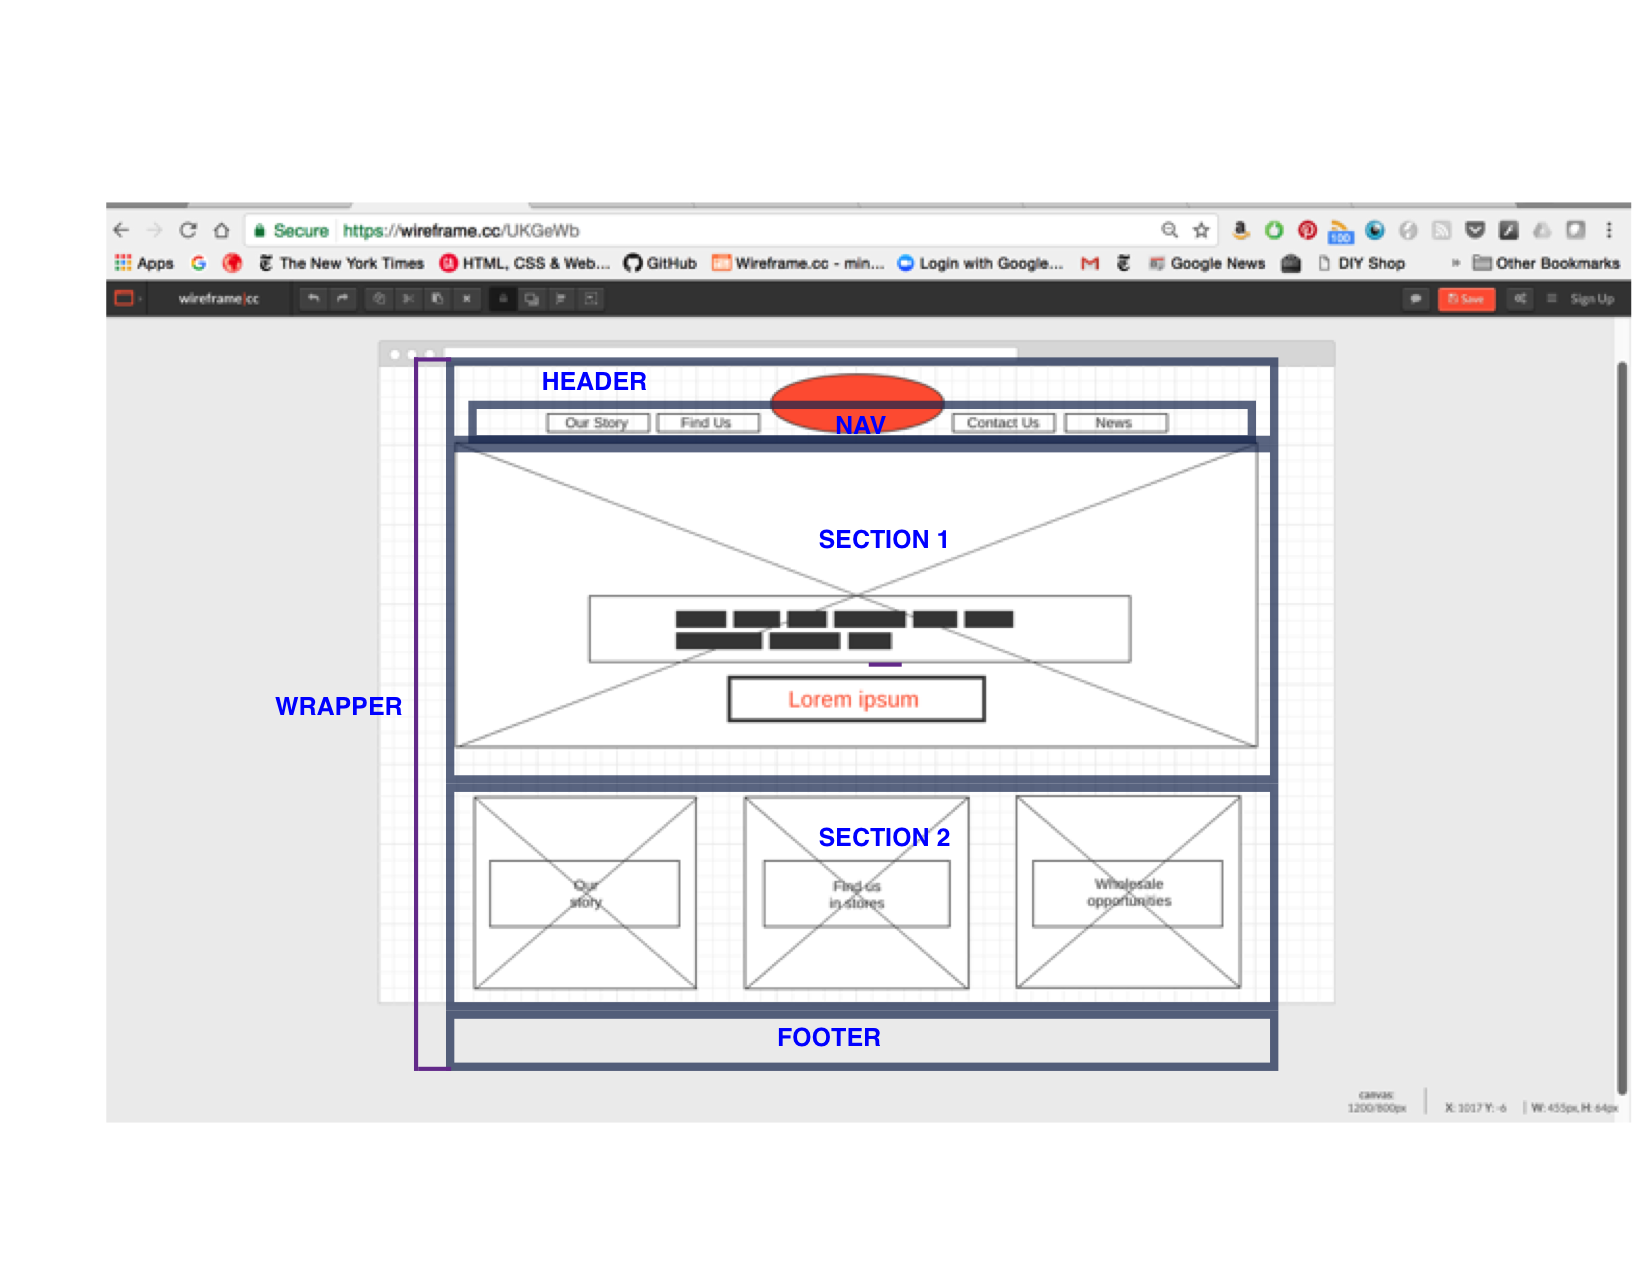 Secure https://wireframe.cc/UKGeWb
100
Apps The New York Times HTML, CSS & Web... GitHub Wireframe.cc - min... Login with Google... Google News DIY Shop » Other Bookmarks
wireframe|cc Save Sign Up
HEADER
Our Story Find Us NAV Contact Us News
SECTION 1
Lorem ipsum
WRAPPER
SECTION 2
Our
story
Find us
in stores
Wholesale
opportunities
FOOTER
canvas:
1200/800px X: 1017 Y: -6 W: 455px, H: 64px